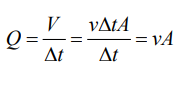 Q = V/Δt = vΔtA/Δt = vA